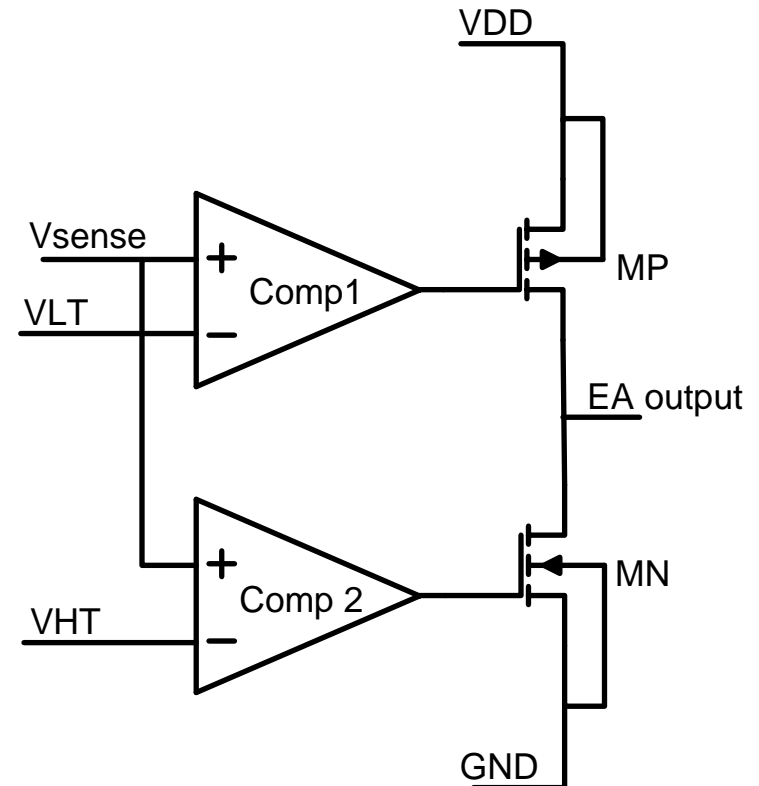 VDD
Vsense
+
Comp1
MP
VLT
−
EA output
+
MN
Comp 2
VHT
−
GND